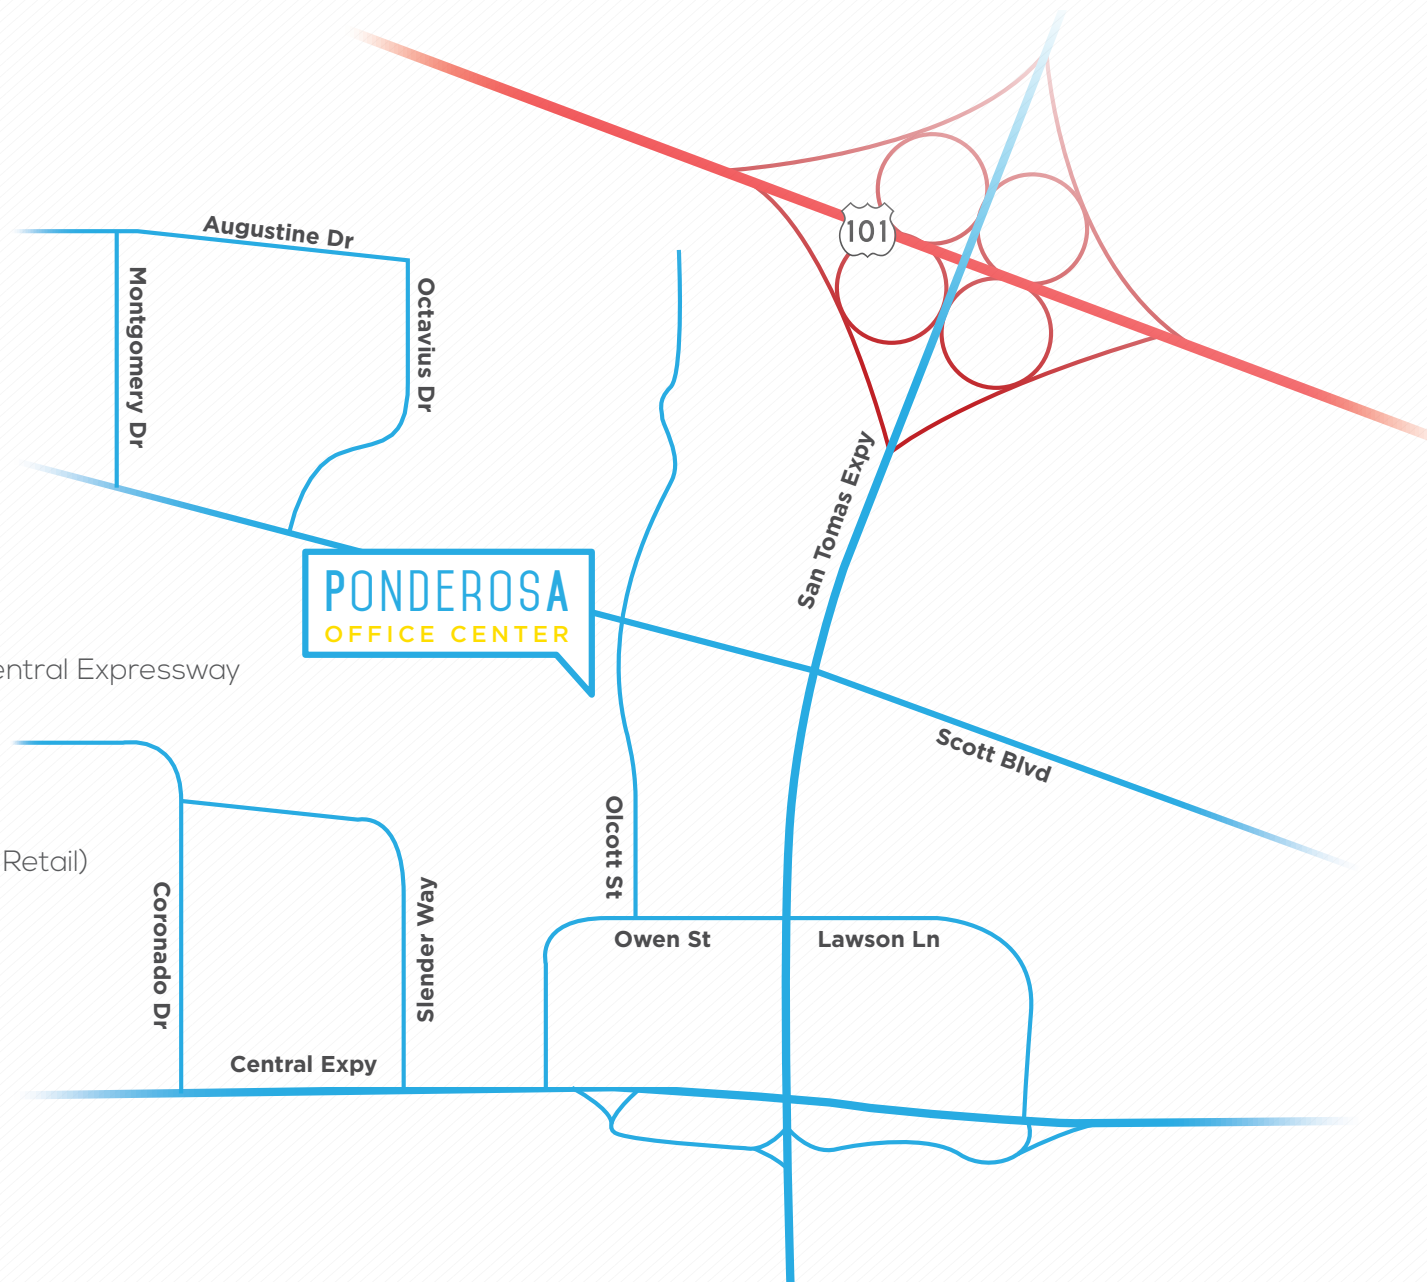 101
Augustine Dr
Montgomery Dr
Octavius Dr
San Tomas Expy
PONDEROSA
OFFICE CENTER
entral Expressway
Scott Blvd
Olcott St
Retail)
Coronado Dr
Slender Way
Owen St
Lawson Ln
Central Expy